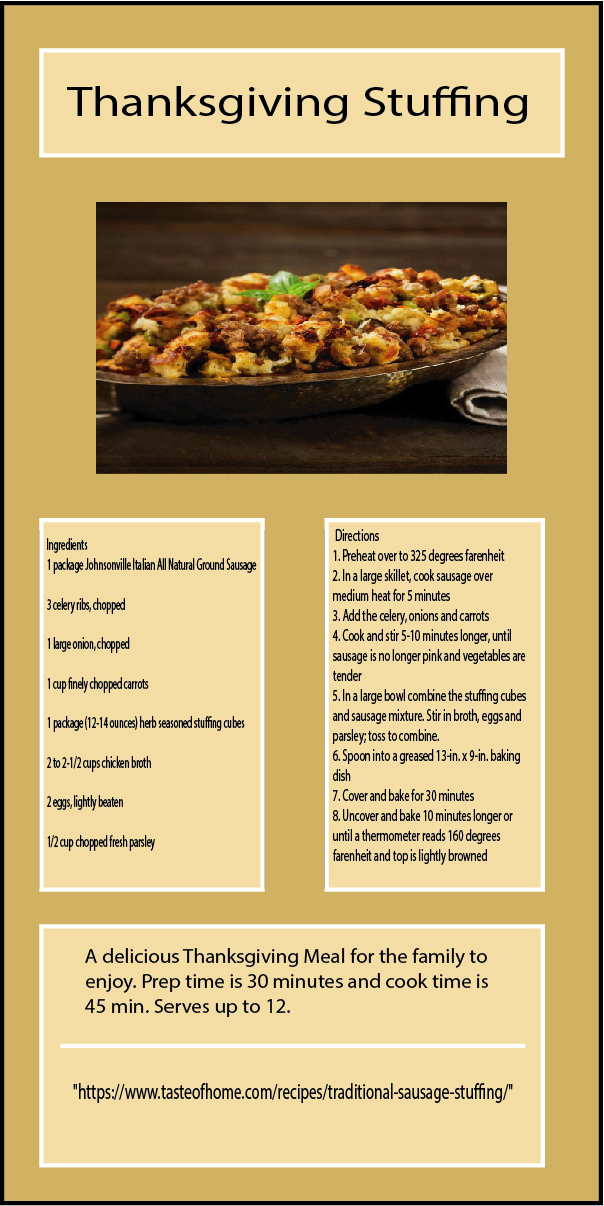 Thanksgiving Stuffing
Ingredients
1 package Johnsonville Italian All Natural Ground Sausage
3 celery ribs, chopped
1 large onion, chopped
1 cup finely chopped carrots
1 package (12-14 ounces) herb seasoned stuffing cubes
2 to 2-1/2 cups chicken broth
2 eggs, lightly beaten
1/2 cup chopped fresh parsley
Directions
1. Preheat over to 325 degrees farenheit
2. In a large skillet, cook sausage over
medium heat for 5 minutes
3. Add the celery, onions and carrots
4. Cook and stir 5-10 minutes longer, until
sausage is no longer pink and vegetables are
tender
5. In a large bowl combine the stuffing cubes
and sausage mixture. Stir in broth, eggs and
parsley; toss to combine.
6. Spoon into a greased 13-in. x 9-in. baking
dish
7. Cover and bake for 30 minutes
8. Uncover and bake 10 minutes longer or
until a thermometer reads 160 degrees
farenheit and top is lightly browned
A delicious Thanksgiving Meal for the family to
enjoy. Prep time is 30 minutes and cook time is
45 min. Serves up to 12.
"https://www.tasteofhome.com/recipes/traditional-sausage-stuffing/"